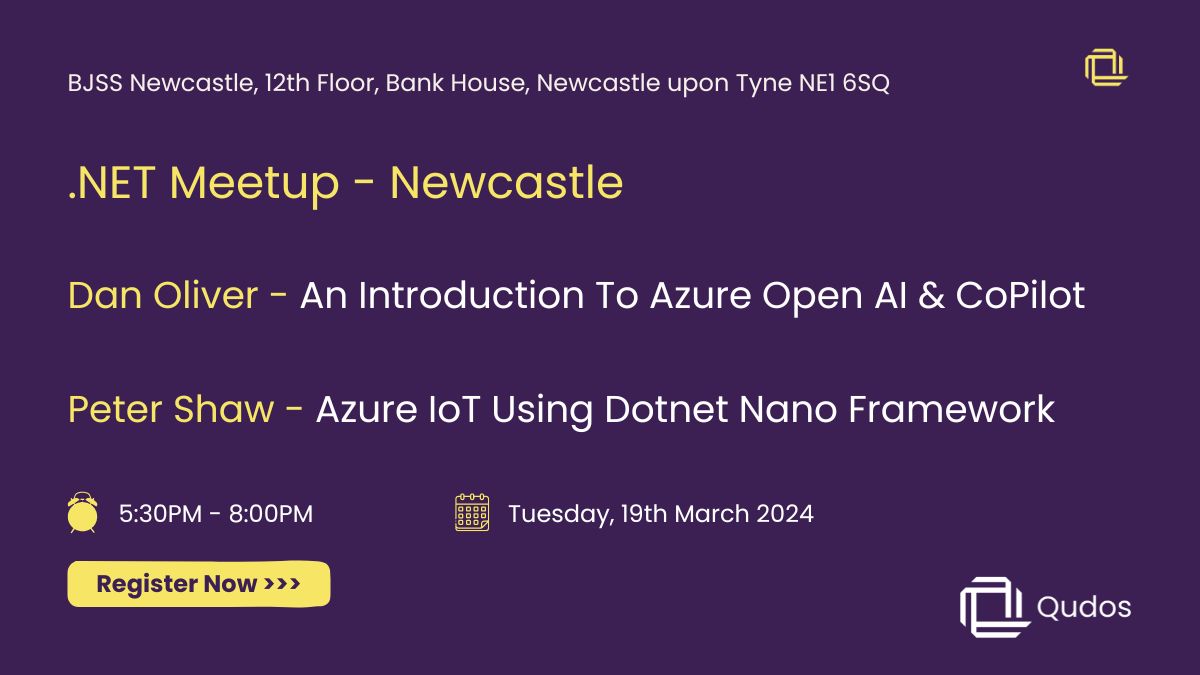 BJSS Newcastle, 12th Floor, Bank House, Newcastle upon Tyne NE1 6SQ
.NET Meetup - Newcastle
Dan Oliver - An Introduction To Azure Open AI & CoPilot
Peter Shaw - Azure IoT Using Dotnet Nano Framework
5:30PM - 8:00PM
Tuesday, 19th March 2024
Register Now >>>
Qudos